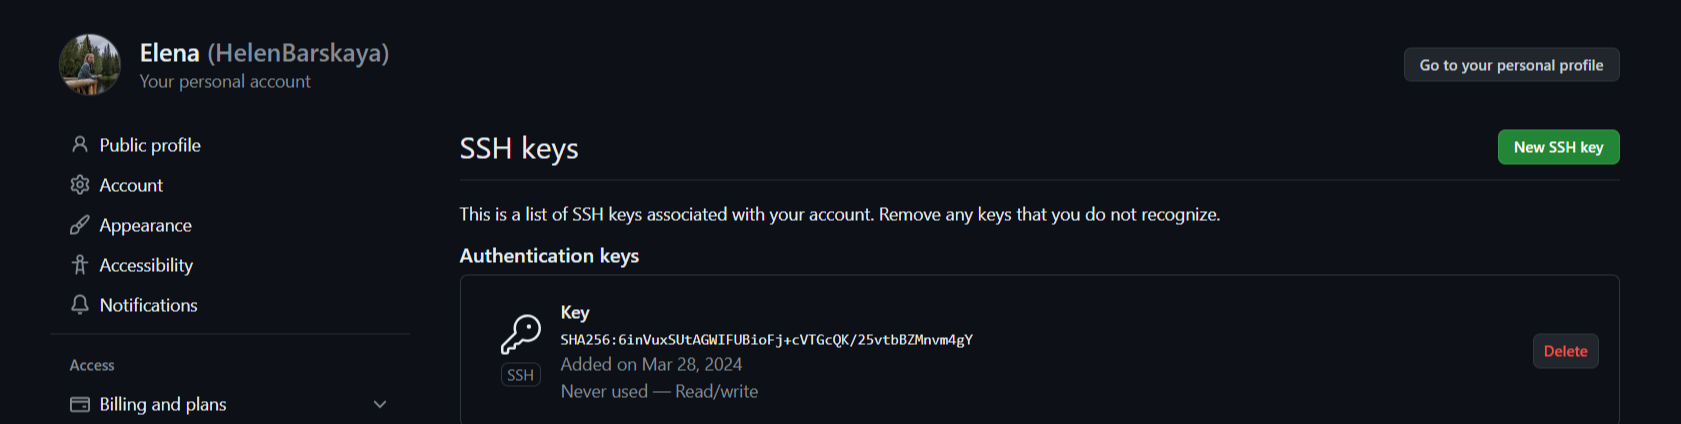 Elena (HelenBarskaya)
Your personal account
Go to your personal profile
Public profile
Account
Appearance
Accessibility
Notifications
Access
Billing and plans
SSH keys
New SSH key
This is a list of SSH keys associated with your account. Remove any keys that you do not recognize.
Authentication keys
Key
SHA256:6inVuxSUtAGWIFUBioFj+cVTGcQK/25vtbBZMnvm4gY
Added on Mar 28, 2024
Never used — Read/write
SSH
Delete